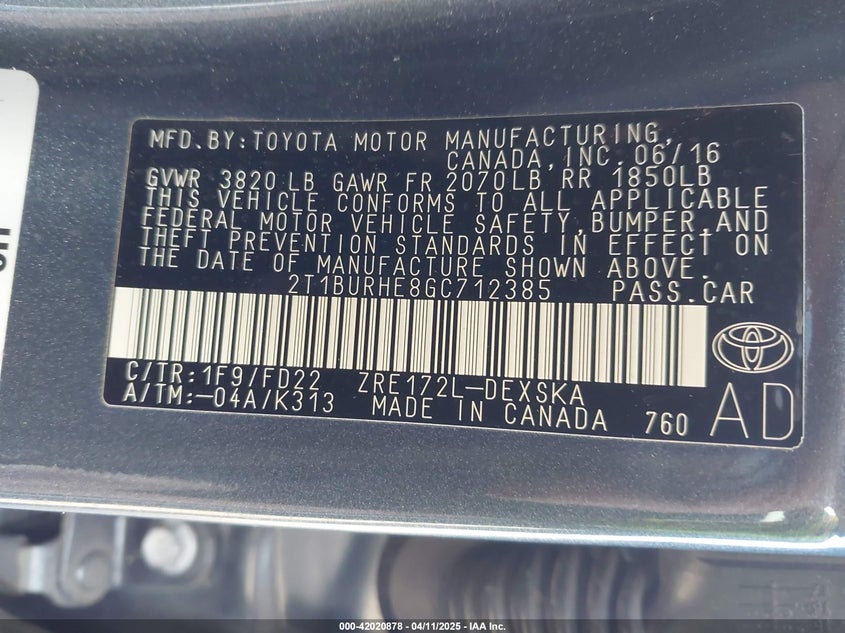 MFD.BY:TOYOTA MOTOR MANUFACTURING,
CANADA,INC. 06/16
GVWR 3820 LB GAWR FR 2070LB RR 1850LB
THIS VEHICLE CONFORMS TO ALL APPLICABLE
FEDERAL MOTOR VEHICLE SAFETY,BUMPER,AND
THEFT PREVENTION STANDARDS IN EFFECT ON
THE DATE OF MANUFACTURE SHOWN ABOVE.
2T1BURHE8GC712385 PASS.CAR
C/TR:1F9/FD22 ZRE172L-DEXSKA
A/TM:-04A/K313 MADE IN CANADA 760 AD
000-42020878 - 04/11/2025 - IAA Inc.